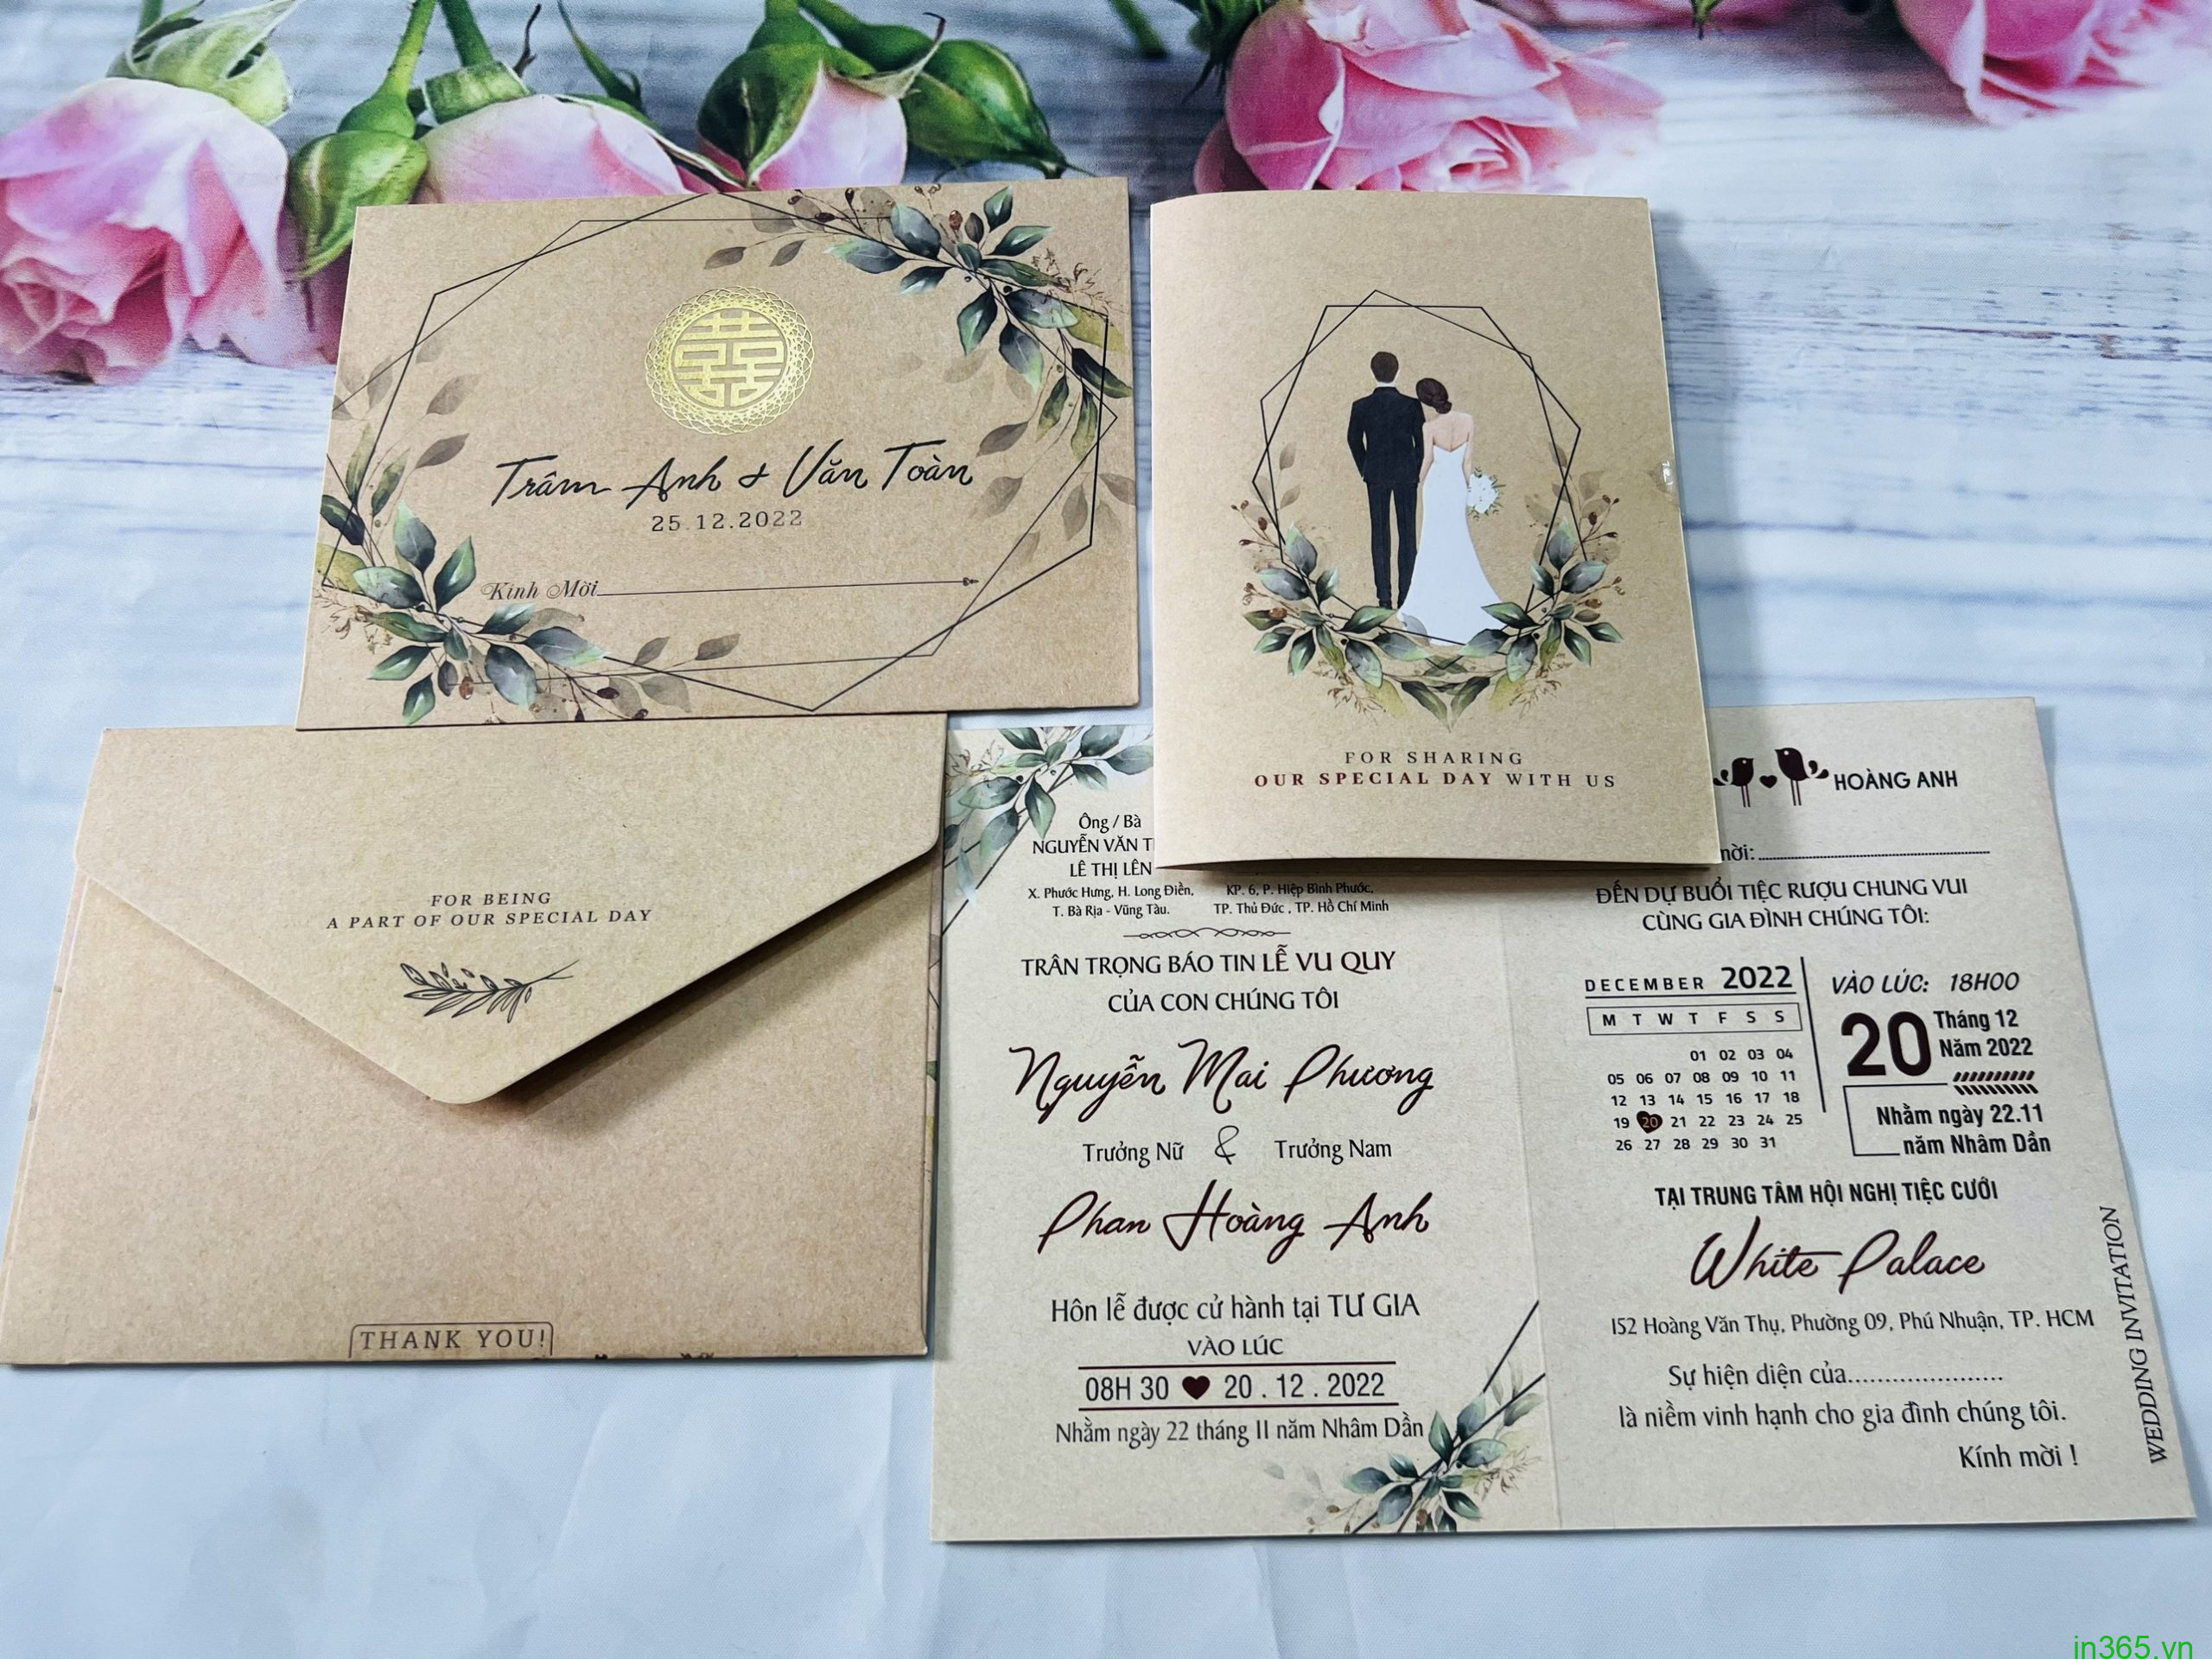 Trâm Anh & Văn Toàn
25.12.2022
Kính Mời
FOR SHARING
OUR SPECIAL DAY WITH US
FOR BEING
A PART OF OUR SPECIAL DAY
THANK YOU!
Ông / Bà
NGUYỄN VĂN
LÊ THỊ LÊN
X. Phước Hưng, H. Long Điền,
T. Bà Rịa - Vũng Tàu.
KP. 6, P. Hiệp Bình Phước,
TP. Thủ Đức , TP. Hồ Chí Minh
TRÂN TRỌNG BÁO TIN LỄ VU QUY
CỦA CON CHÚNG TÔI
Nguyễn Mai Phương
Trưởng Nữ & Trưởng Nam
Phan Hoàng Anh
Hôn lễ được cử hành tại TƯ GIA
VÀO LÚC
08H 30 20 . 12 . 2022
Nhằm ngày 22 tháng 11 năm Nhâm Dần
HOÀNG ANH
mời:
ĐẾN DỰ BUỔI TIỆC RƯỢU CHUNG VUI
CÙNG GIA ĐÌNH CHÚNG TÔI:
DECEMBER 2022
M T W T F S S
01 02 03 04
05 06 07 08 09 10 11
12 13 14 15 16 17 18
19 20 21 22 23 24 25
26 27 28 29 30 31
VÀO LÚC: 18H00
20 Tháng 12
Năm 2022
Nhằm ngày 22.11
năm Nhâm Dần
TẠI TRUNG TÂM HỘI NGHỊ TIỆC CƯỚI
White Palace
152 Hoàng Văn Thụ, Phường 09, Phú Nhuận, TP. HCM
Sự hiện diện của......................
là niềm vinh hạnh cho gia đình chúng tôi.
Kính mời !
WEDDING INVITATION
in365.vn